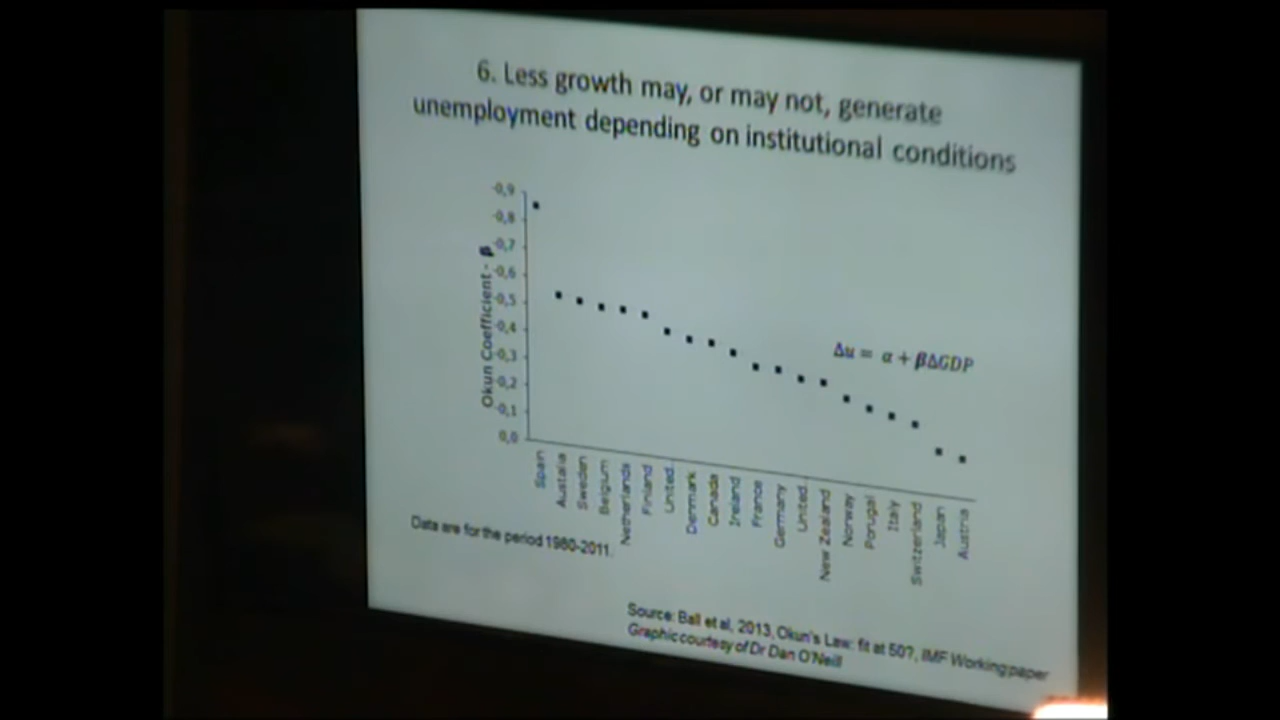 6. Less growth may, or may not, generate
unemployment depending on institutional conditions
-0,9
-0,8
-0,7
-0,6
-0,5
-0,4
-0,3
-0,2
-0,1
0,0
Okun Coefficient - β
Δu = α + βΔGDP
Spain
Austalia
Sweden
Belgium
Netherlands
Finland
United...
Denmark
Canada
Ireland
France
Germany
United...
New Zealand
Norway
Porugal
Italy
Switzerland
Japan
Austria
Data are for the period 1980-2011.
Source: Ball et al, 2013, Okun's Law: fit at 50?, IMF Working paper
Graphic courtesy of Dr Dan O'Neill